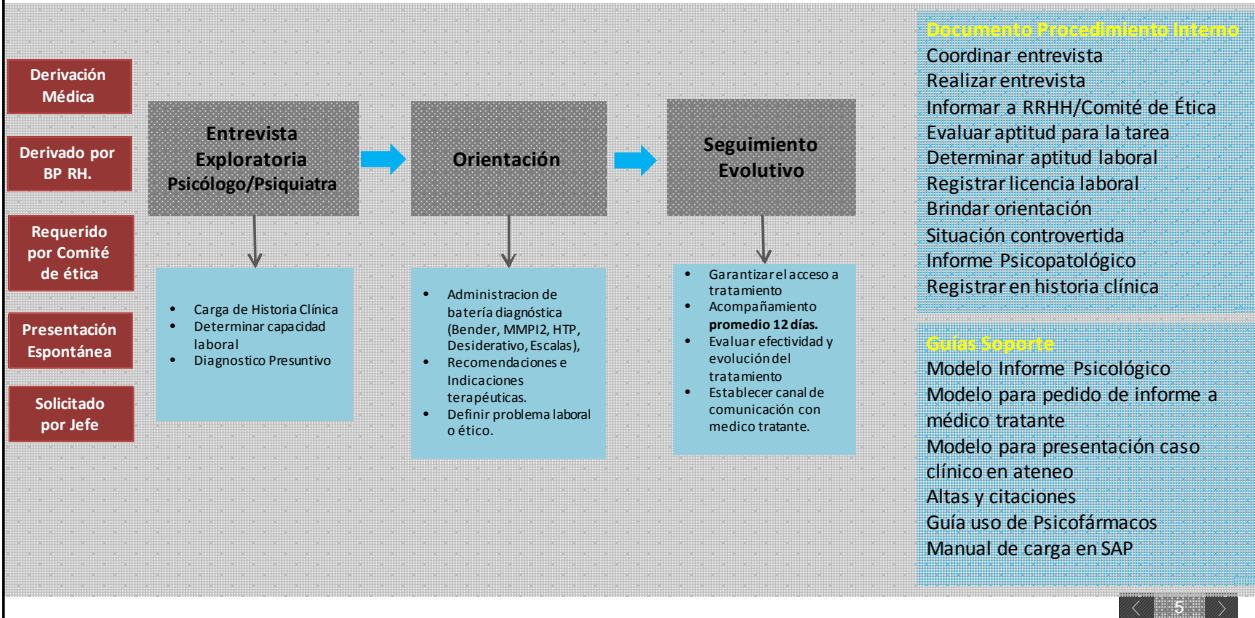 Derivación
Médica
Derivado por
BP RH.
Requerido
por Comité
de ética
Presentación
Espontánea
Solicitado
por Jefe
Entrevista
Exploratoria
Psicólogo/Psiquiatra
• Carga de Historia Clínica
• Determinar capacidad
laboral
• Diagnostico Presuntivo
Orientación
• Administracion de
batería diagnóstica
(Bender, MMPI2, HTP,
Desiderativo, Escalas),
• Recomendaciones e
Indicaciones
terapéuticas.
• Definir problema laboral
o ético.
Seguimiento
Evolutivo
• Garantizar el acceso a
tratamiento
• Acompañamiento
promedio 12 días.
• Evaluar efectividad y
evolución del
tratamiento
• Establecer canal de
comunicación con
medico tratante.
Documento Procedimiento Interno
Coordinar entrevista
Realizar entrevista
Informar a RRHH/Comité de Ética
Evaluar aptitud para la tarea
Determinar aptitud laboral
Registrar licencia laboral
Brindar orientación
Situación controvertida
Informe Psicopatológico
Registrar en historia clínica
Guías Soporte
Modelo Informe Psicológico
Modelo para pedido de informe a
médico tratante
Modelo para presentación caso
clínico en ateneo
Altas y citaciones
Guía uso de Psicofármacos
Manual de carga en SAP
5